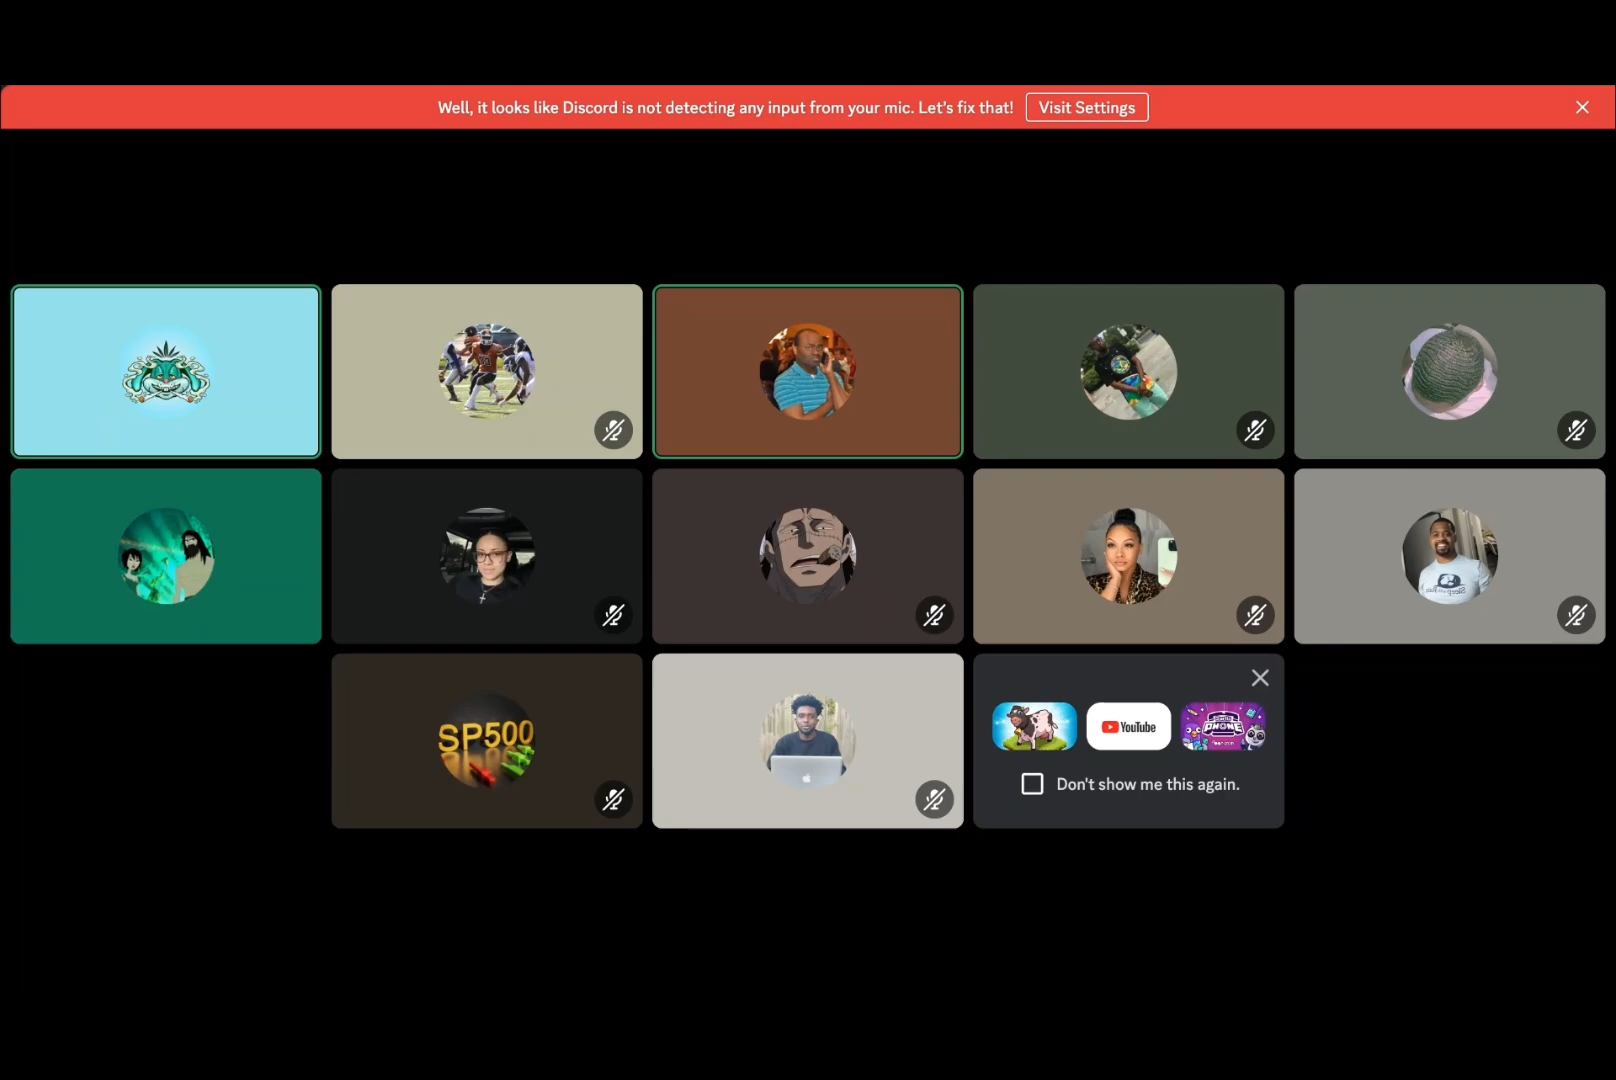 Well, it looks like Discord is not detecting any input from your mic. Let's fix that! Visit Settings
SP500
YouTube
PHONE
Don't show me this again.